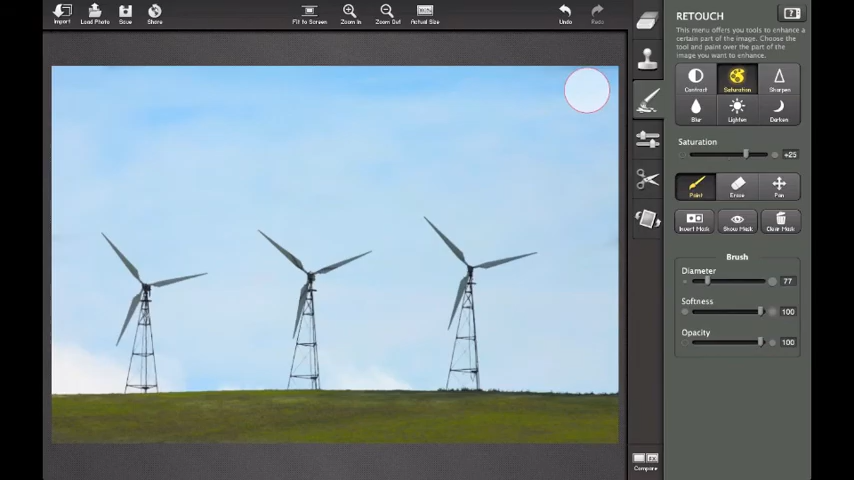 Import Load Photo Save Share Fit to Screen Zoom In Zoom Out Actual Size Undo Redo
RETOUCH
This menu offers you tools to enhance a
certain part of the image. Choose the
tool and paint over the part of the
image you want to enhance.
Contrast Saturation Sharpen
Blur Lighten Darken
Saturation
+25
Paint Erase Pan
Invert Mask Show Mask Clear Mask
Brush
Diameter
77
Softness
100
Opacity
100
FX
Compare